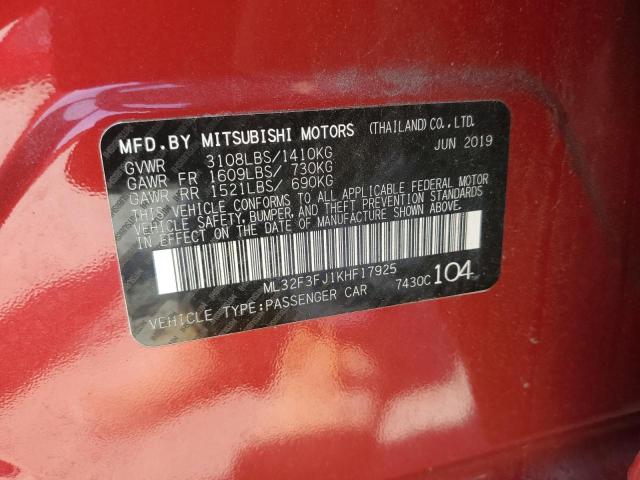 MFD.BY MITSUBISHI MOTORS (THAILAND) CO.,LTD.
GVWR 3108LBS/1410KG JUN 2019
GAWR FR 1609LBS/ 730KG
GAWR RR 1521LBS/ 690KG
THIS VEHICLE CONFORMS TO ALL APPLICABLE FEDERAL MOTOR
VEHICLE SAFETY, BUMPER, AND THEFT PREVENTION STANDARDS
IN EFFECT ON THE DATE OF MANUFACTURE SHOWN ABOVE.
ML32F3FJ1KHF17925
VEHICLE TYPE:PASSENGER CAR 7430C 104